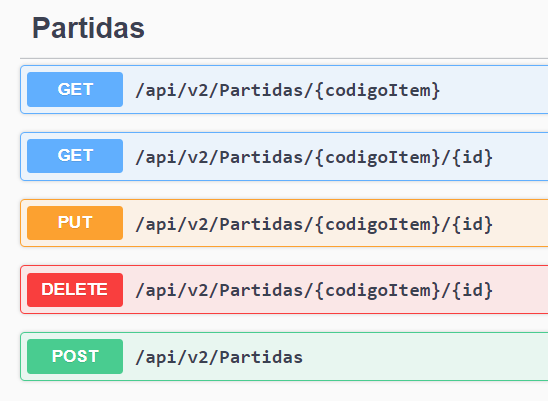 Partidas
GET /api/v2/Partidas/{codigoItem}
GET /api/v2/Partidas/{codigoItem}/{id}
PUT /api/v2/Partidas/{codigoItem}/{id}
DELETE /api/v2/Partidas/{codigoItem}/{id}
POST /api/v2/Partidas